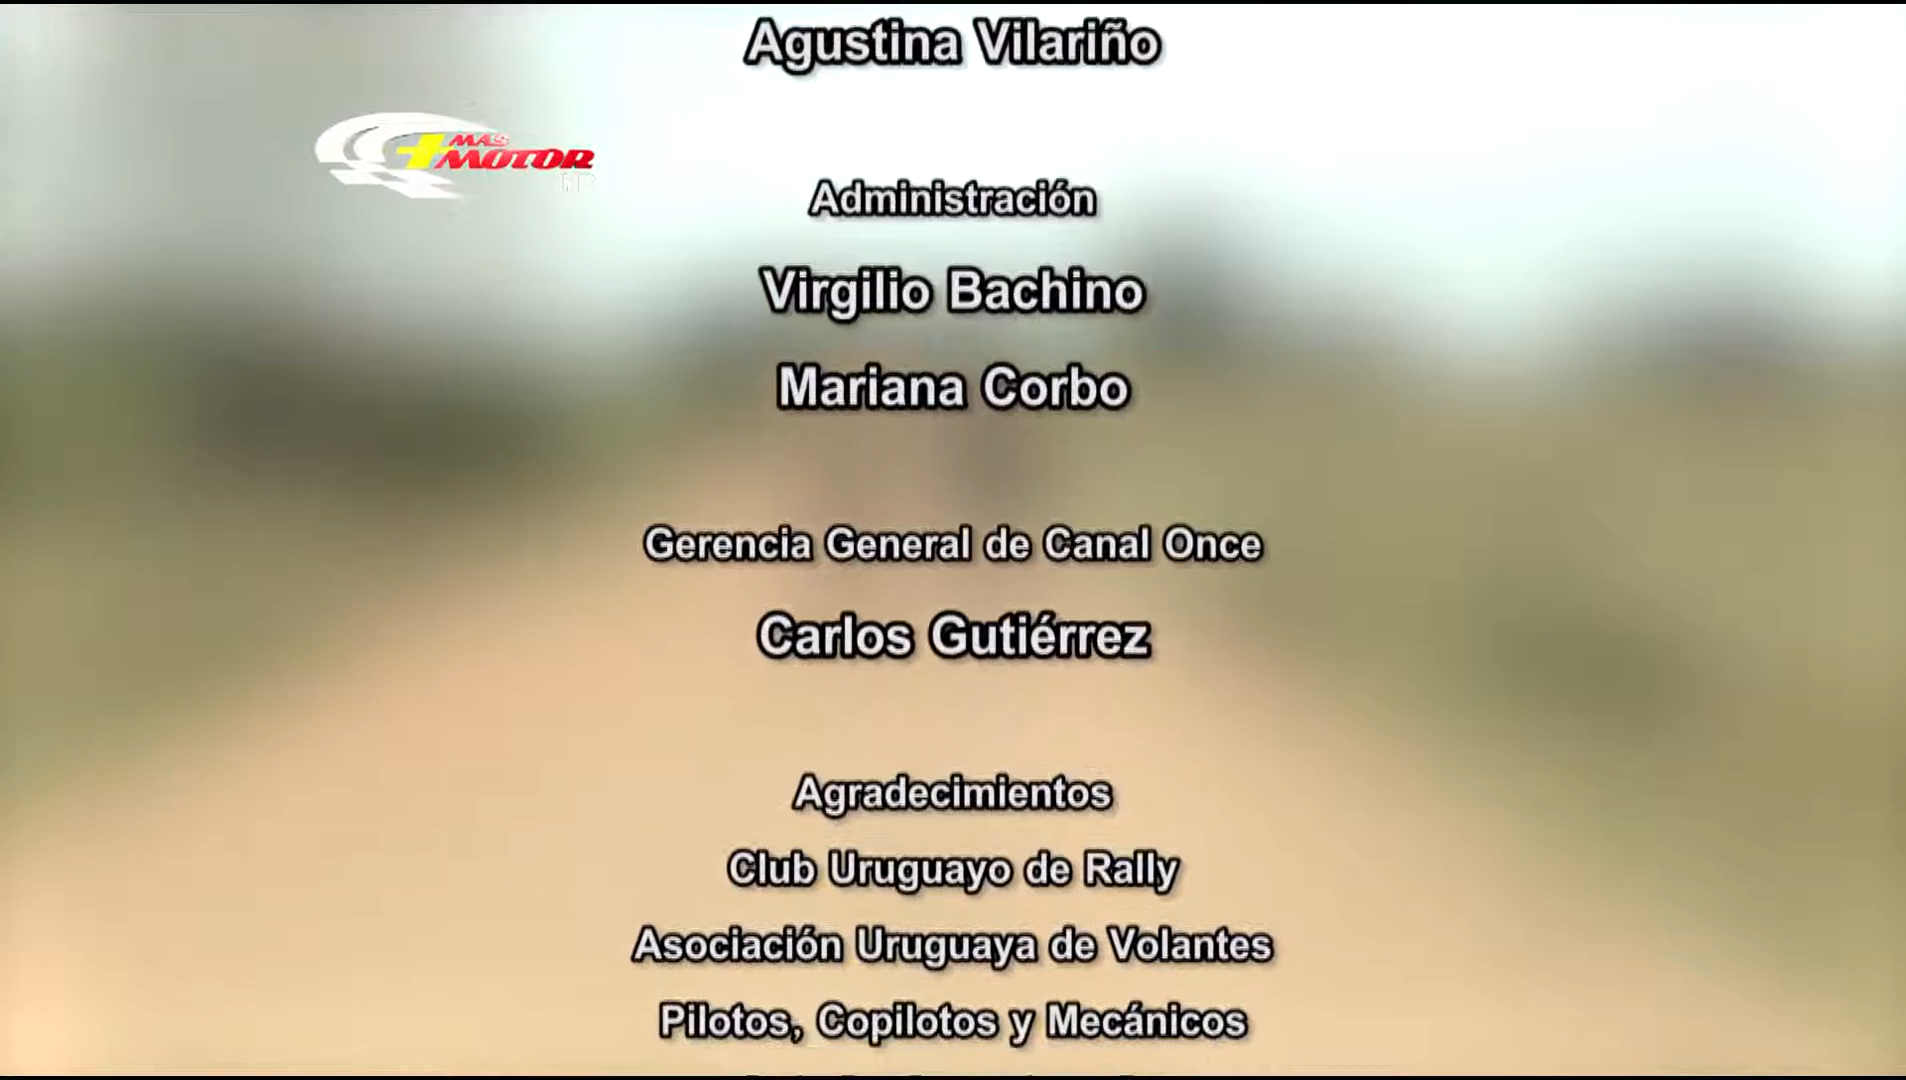 Agustina Vilariño
MAS
+MOTOR
Administración
Virgilio Bachino
Mariana Corbo
Gerencia General de Canal Once
Carlos Gutiérrez
Agradecimientos
Club Uruguayo de Rally
Asociación Uruguaya de Volantes
Pilotos, Copilotos y Mecánicos